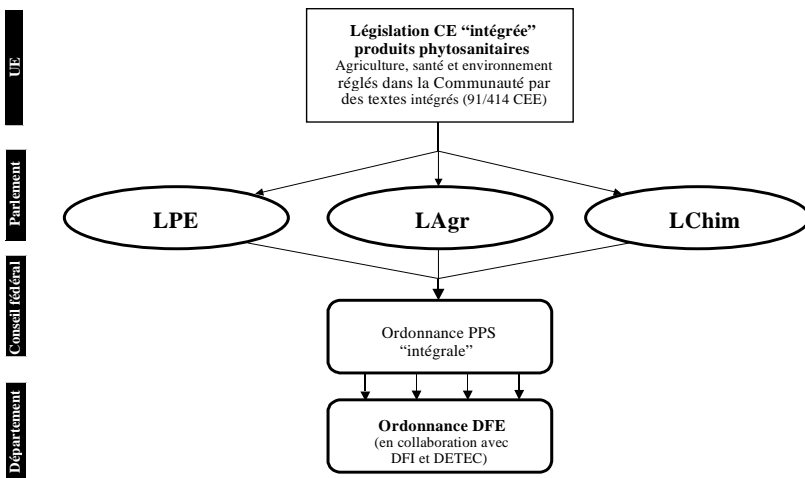 UE
Législation CE “intégrée”
produits phytosanitaires
Agriculture, santé et environnement
réglés dans la Communauté par
des textes intégrés (91/414 CEE)
Parlement
LPE
LAgr
LChim
Conseil fédéral
Ordonnance PPS
“intégrale”
Département
Ordonnance DFE
(en collaboration avec
DFI et DETEC)